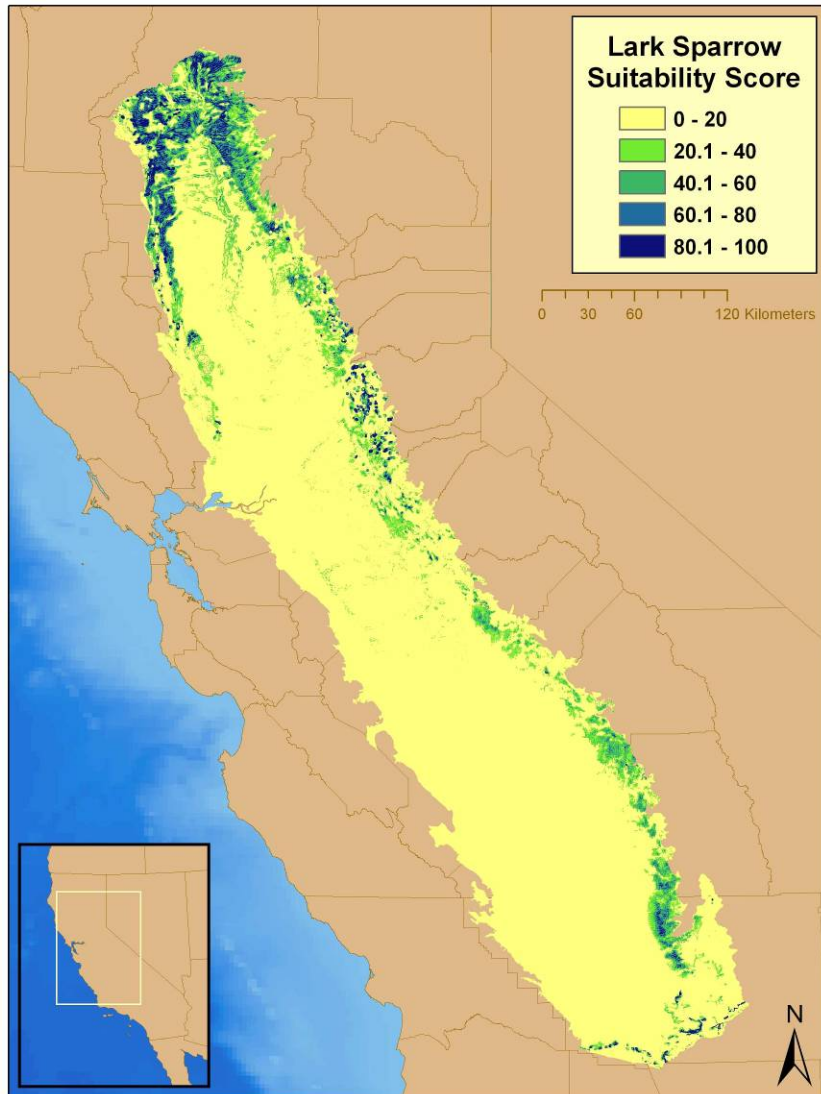 Lark Sparrow
Suitability Score
0 - 20
20.1 - 40
40.1 - 60
60.1 - 80
80.1 - 100
0 30 60 120 Kilometers
N